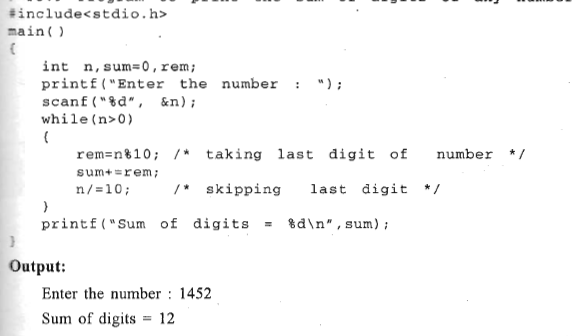 #include<stdio.h>
main( )
{
int n,sum=0,rem;
printf("Enter the number : ");
scanf("%d", &n);
while(n>0)
{
rem=n%10; /* taking last digit of number */
sum+=rem;
n/=10; /* skipping last digit */
}
printf("Sum of digits = %d\n",sum);
}
Output:
Enter the number : 1452
Sum of digits = 12